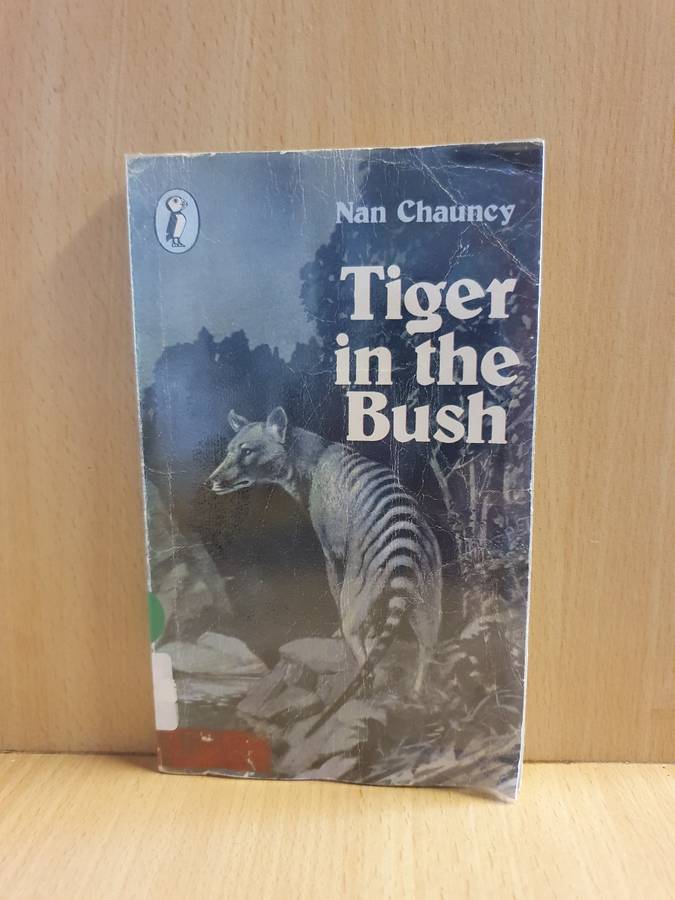 Nan Chauncy
Tiger
in the
Bush